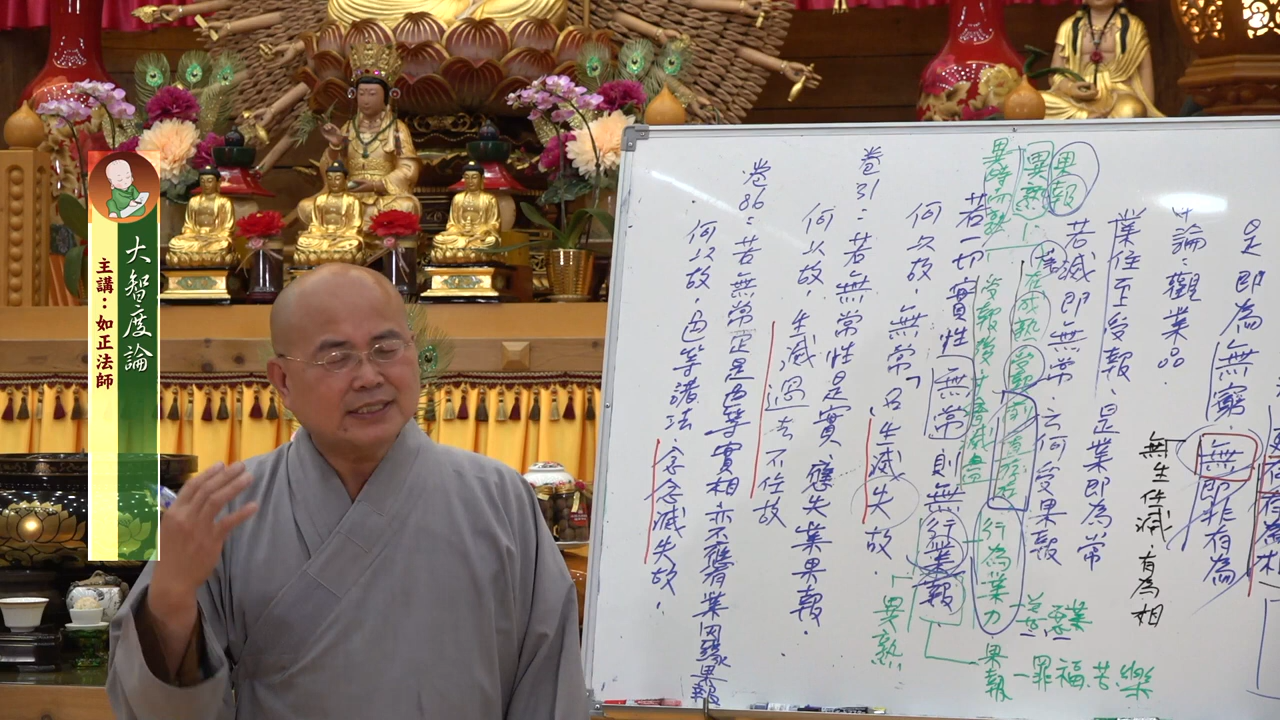 大智度論
主講：如正法師
是即為無窮
無即非有為
無生住滅，有為相
中論：觀業品
業住至受報，是業即為常
若滅即無常，云何受果報
果報
異熟
異時而熟
若一切實性無常，則無行業報
行為業力
善惡業
果報—罪福、苦樂
異熟
何以故，無常名生滅失故
卷31：若無常性是實，應失業果報
何以故，生滅過去不住故
卷86：若無常定是色等實相，亦不應有業因緣果報
何以故，色等諸法，念念滅失故